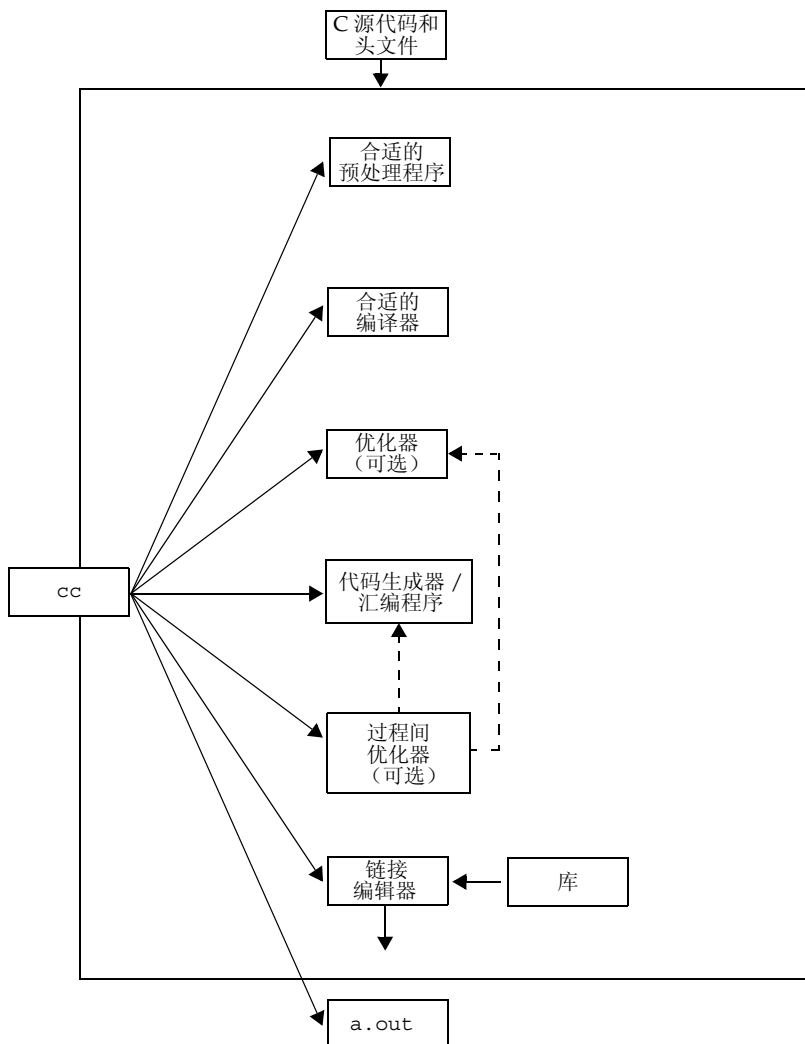 C 源代码和
头文件
合适的
预处理程序
合适的
编译器
优化器
（可选）
cc
代码生成器 /
汇编程序
过程间
优化器
（可选）
链接
编辑器
库
a.out